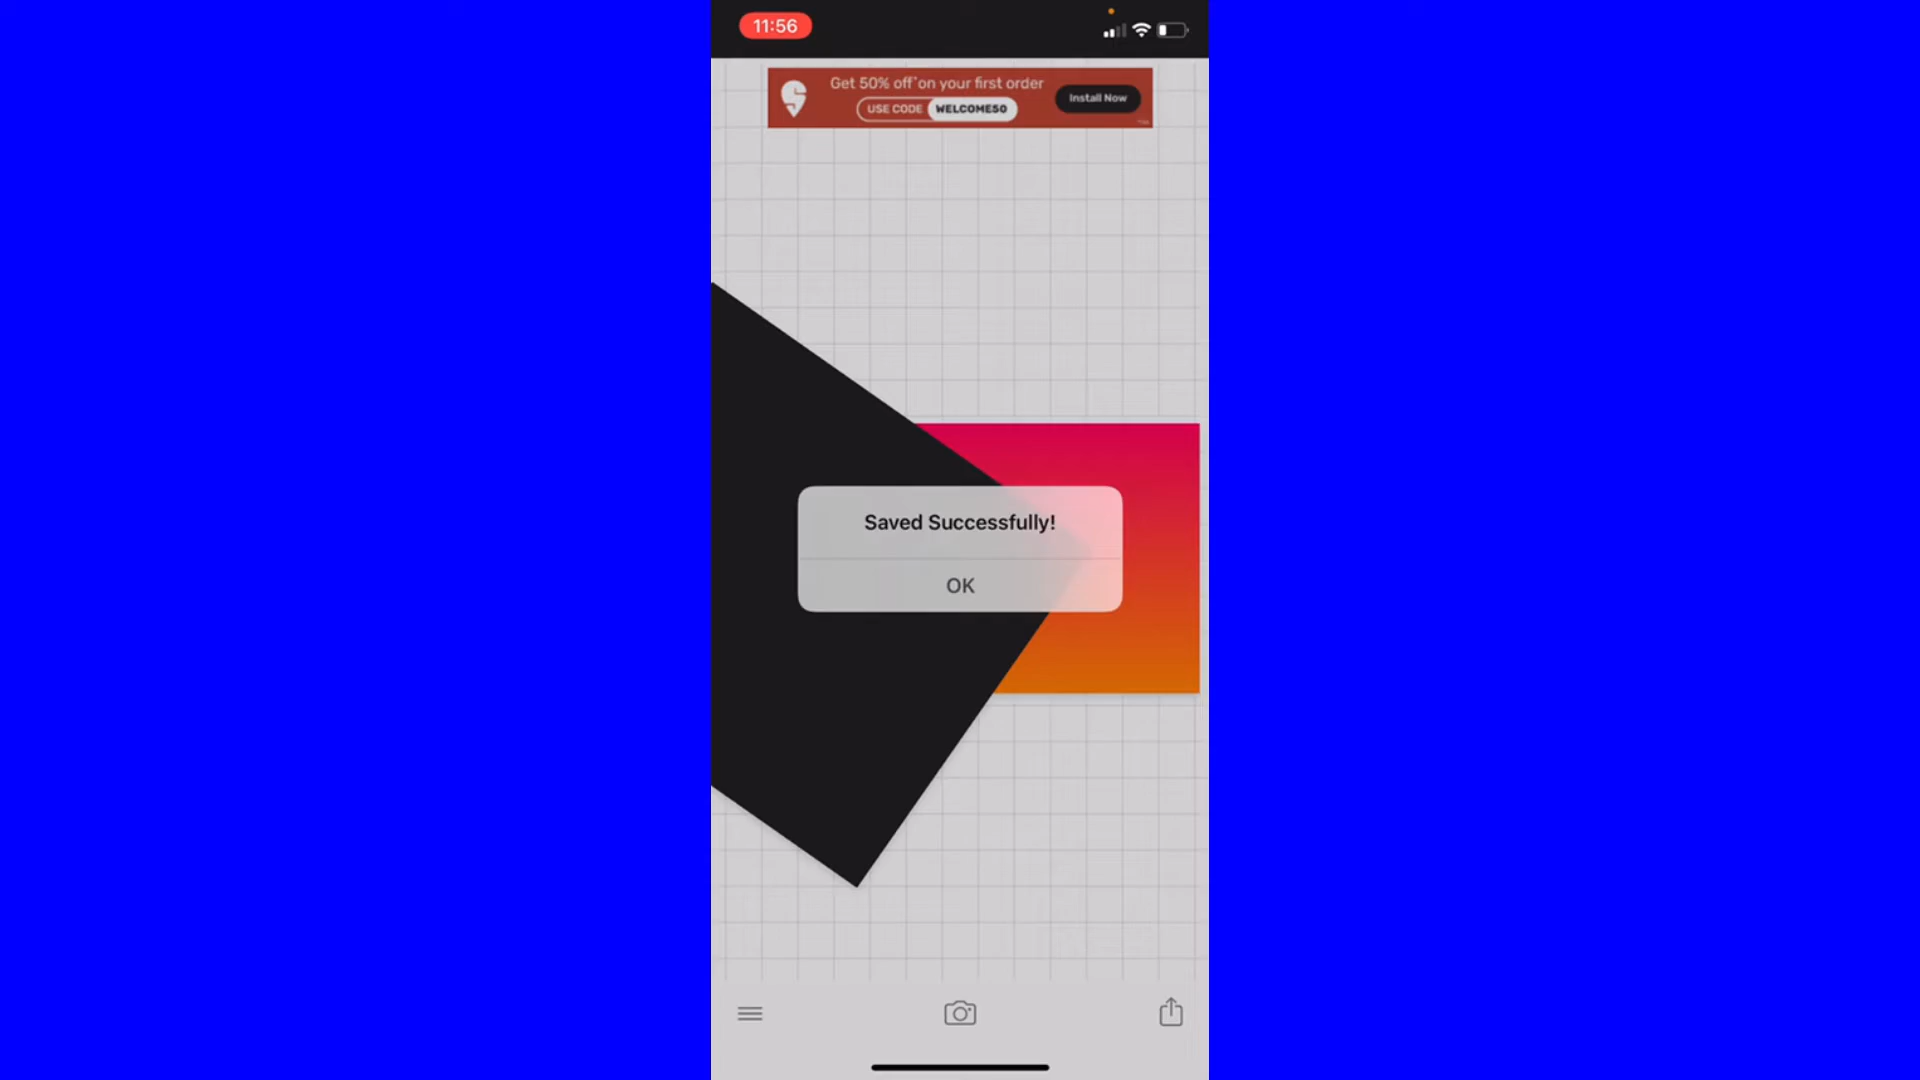 11:56
Get 50% off* on your first order
USE CODE WELCOME50
Install Now
Saved Successfully!
OK